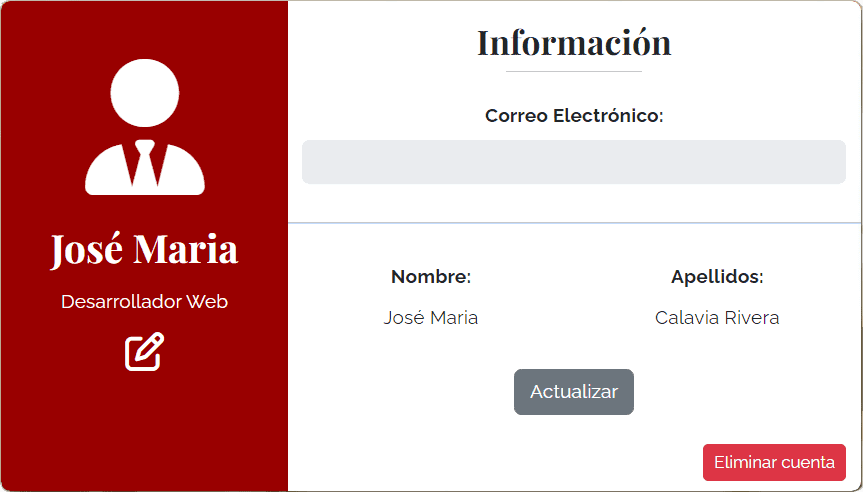 José Maria
Desarrollador Web
Información
Correo Electrónico:
Nombre:
Apellidos:
José Maria
Calavia Rivera
Actualizar
Eliminar cuenta